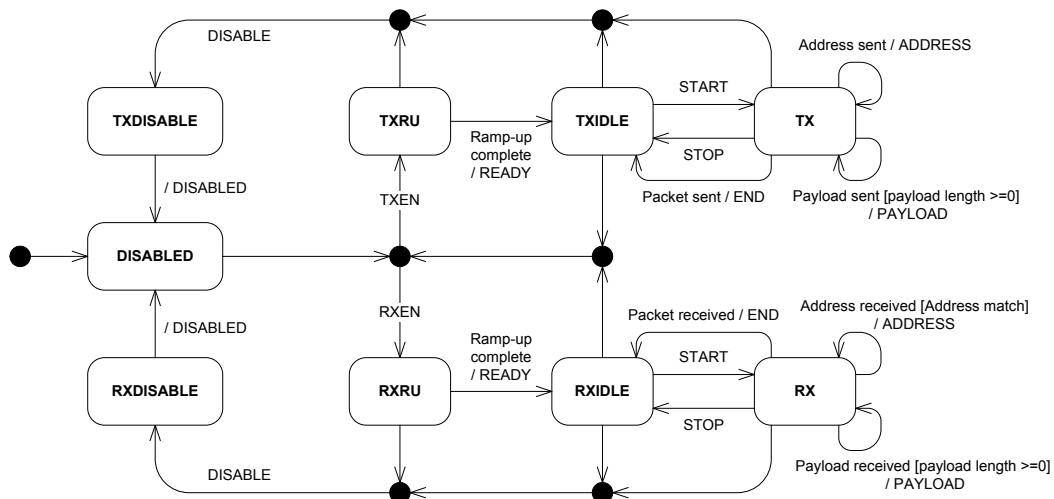 DISABLE
Address sent / ADDRESS
START
TXDISABLE
TXRU
TXIDLE
TX
Ramp-up
complete
/ READY
STOP
/ DISABLED
TXEN
Packet sent / END
Payload sent [payload length >=0]
/ PAYLOAD
DISABLED
RXEN
Packet received / END
Address received [Address match]
/ ADDRESS
/ DISABLED
Ramp-up
complete
/ READY
START
RXDISABLE
RXRU
RXIDLE
RX
STOP
DISABLE
Payload received [payload length >=0]
/ PAYLOAD